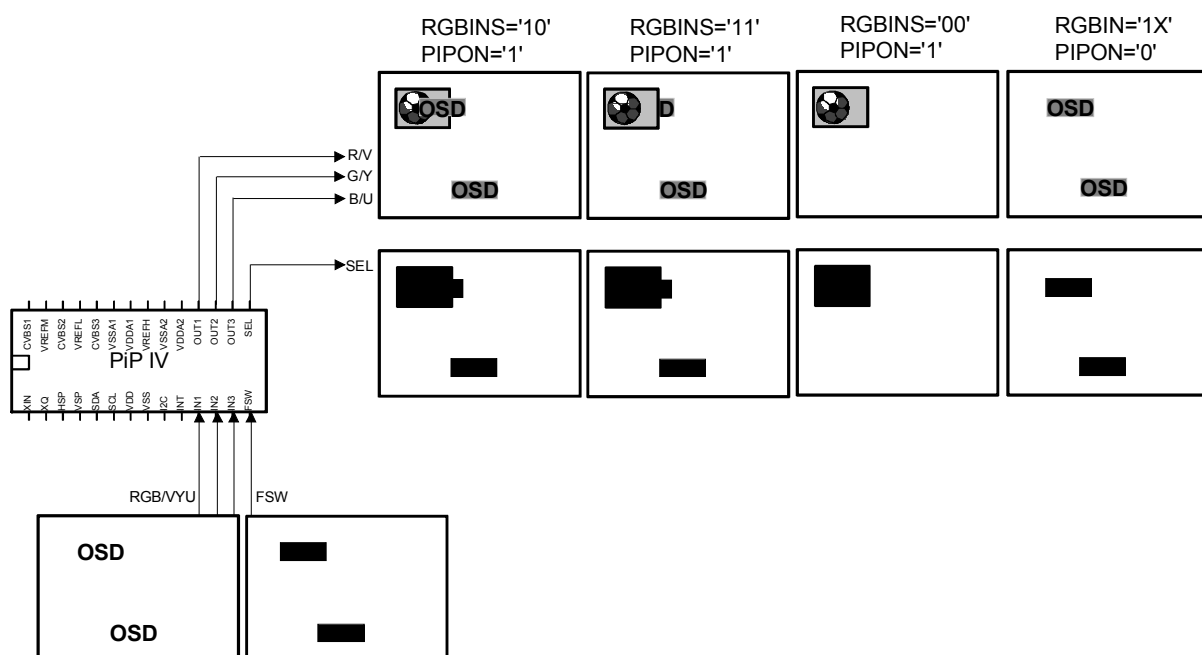 RGBINS='10'
PIPON='1'
RGBINS='11'
PIPON='1'
RGBINS='00'
PIPON='1'
RGBIN='1X'
PIPON='0'
OSD
D
OSD
OSD
OSD
OSD
R/V
G/Y
B/U
SEL
CVBS1
VREFM
CVBS2
VREFL
CVBS3
VSSA1
VDDA1
VREFH
VSSA2
VDDA2
OUT1
OUT2
OUT3
SEL
PiP IV
XIN
XQ
HSP
VSP
SDA
SCL
VDD
VSS
I2C
INT
IN1
IN2
IN3
FSW
RGB/VYU
FSW
OSD
OSD